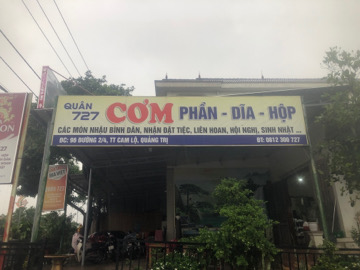 QUÁN
727
CƠM PHẦN - DĨA - HỘP
CÁC MÓN NHẬU BÌNH DÂN, NHẬN ĐẶT TIỆC, LIÊN HOAN, HỘI NGHỊ, SINH NHẬT ...
ĐC: 98 ĐƯỜNG 2/4, TT CAM LỘ, QUẢNG TRỊ
ĐT: 0812 300 727